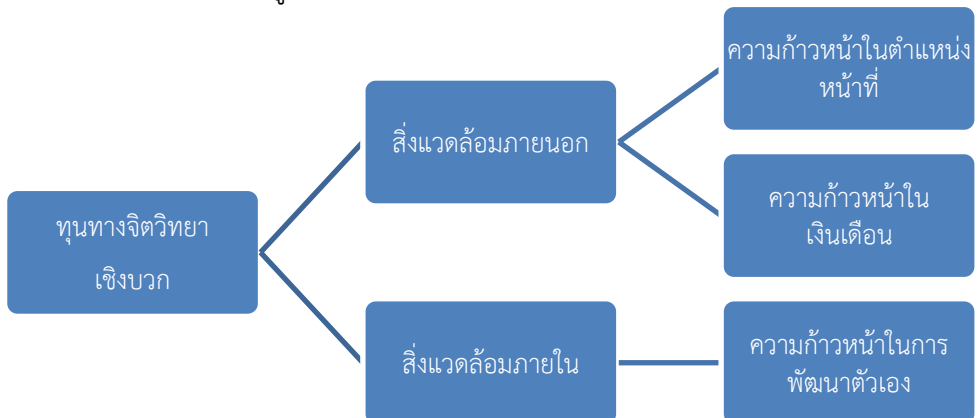 ทุนทางจิตวิทยา
เชิงบวก
สิ่งแวดล้อมภายนอก
ความก้าวหน้าในตำแหน่ง
หน้าที่
ความก้าวหน้าใน
เงินเดือน
สิ่งแวดล้อมภายใน
ความก้าวหน้าในการ
พัฒนาตัวเอง